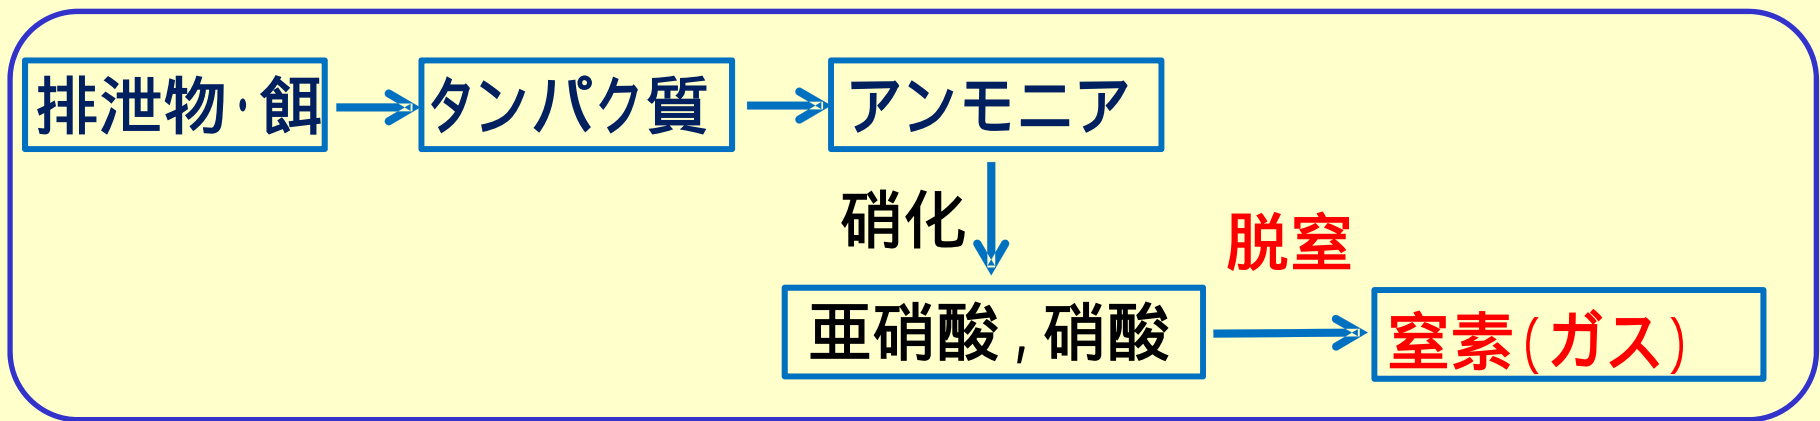 排泄物·餌
タンパク質
アンモニア
硝化
脱窒
亜硝酸,硝酸
窒素(ガス)